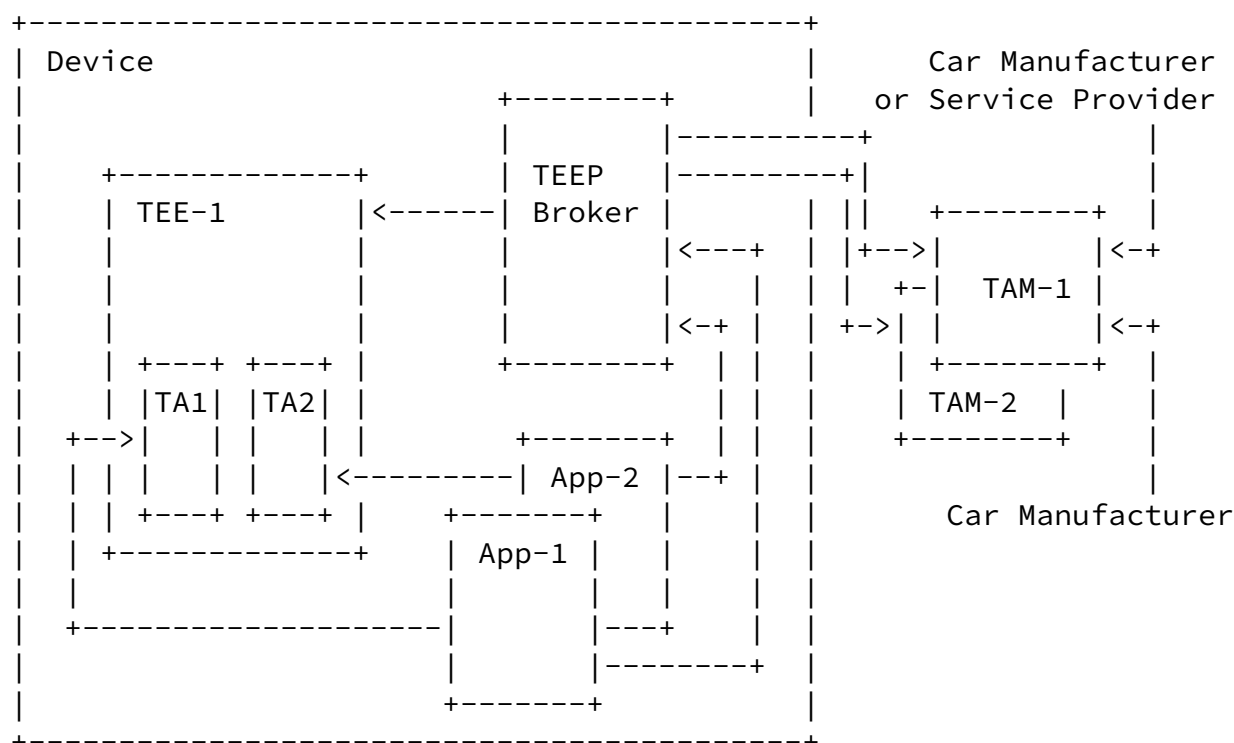 Device Car Manufacturer
or Service Provider
TEEP
TEE-1 Broker
TAM-1
TA1 TA2 TAM-2
App-2
Car Manufacturer
App-1